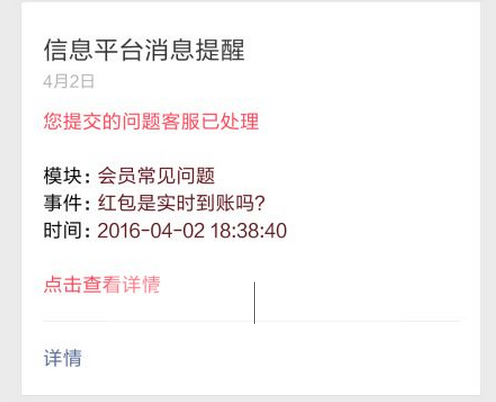 信息平台消息提醒
4月2日
您提交的问题客服已处理
模块：会员常见问题
事件：红包是实时到账吗？
时间：2016-04-02 18:38:40
点击查看详情
详情